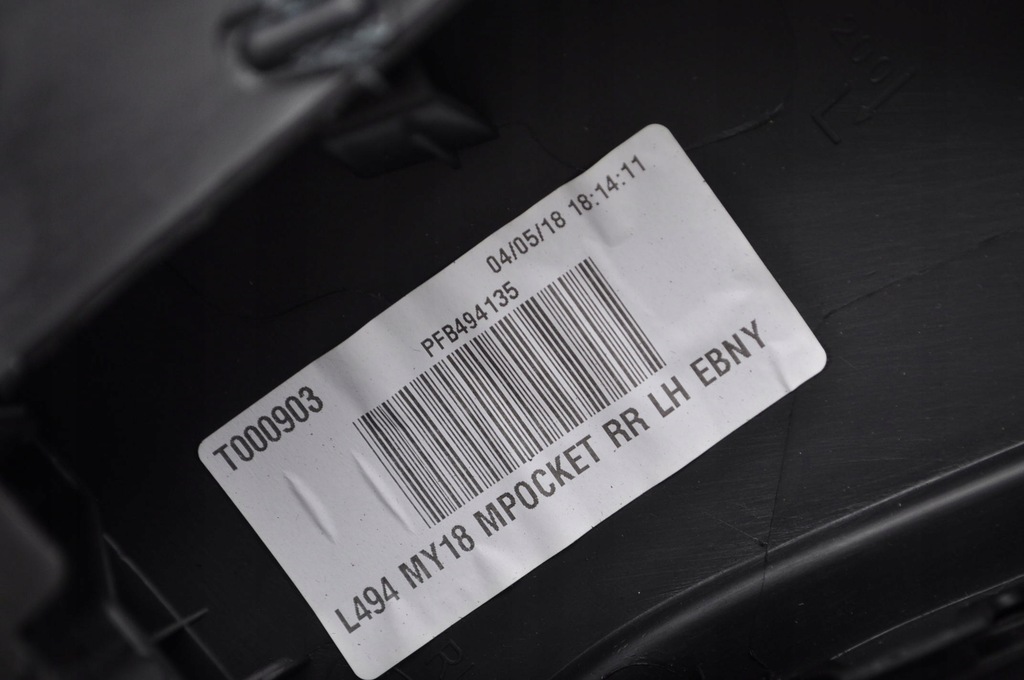 04/05/18 18:14:11
PFB494135
T000903
L494 MY18 MPOCKET RR LH EBNY